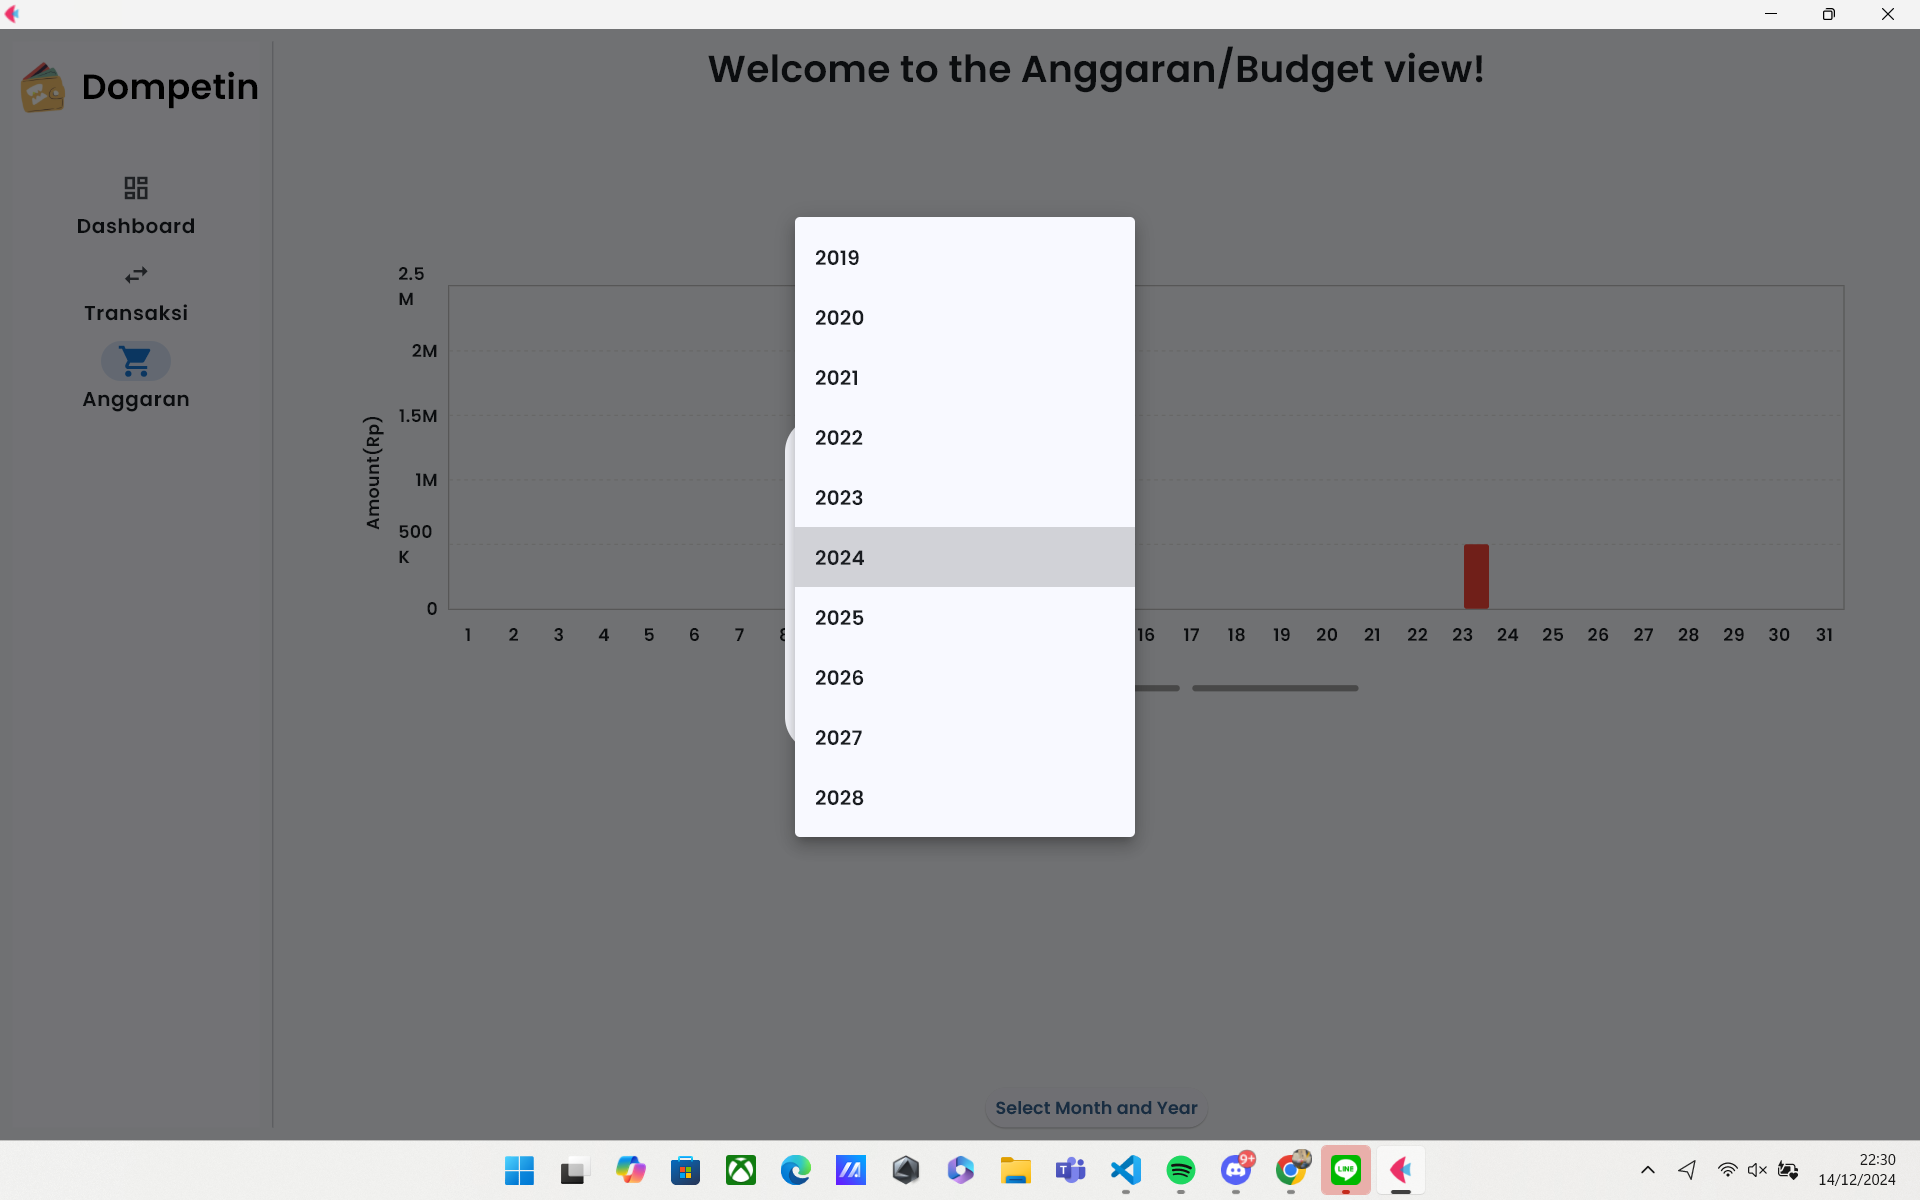 Dompetin
Welcome to the Anggaran/Budget view!
Dashboard
Transaksi
Anggaran
2.5
M
2M
1.5M
1M
500
K
0
Amount(Rp)
2019
2020
2021
2022
2023
2024
2025
2026
2027
2028
1 2 3 4 5 6 7 8 16 17 18 19 20 21 22 23 24 25 26 27 28 29 30 31
Select Month and Year
9+
LINE
22:30
14/12/2024